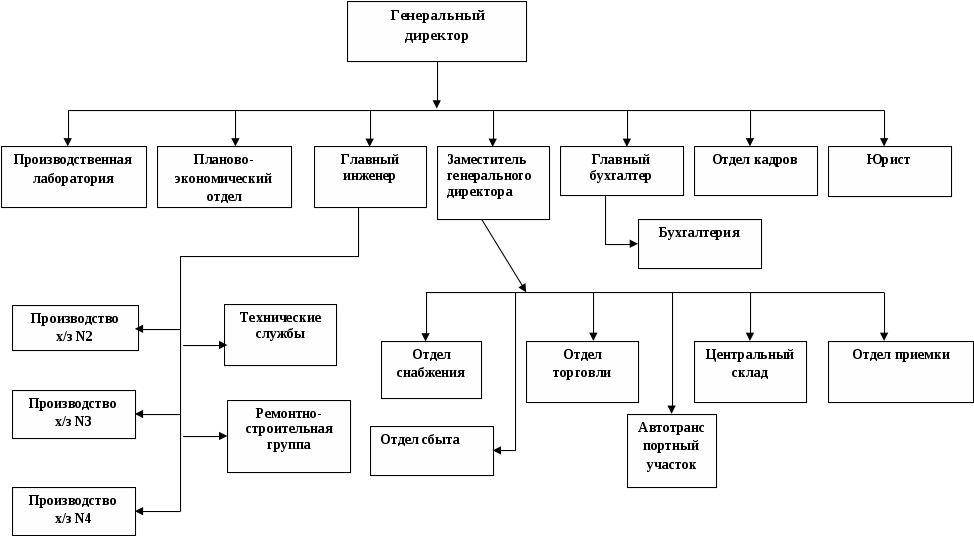 Генеральный
директор
Производственная
лаборатория
Планово-
экономический
отдел
Главный
инженер
Заместитель
генерального
директора
Главный
бухгалтер
Отдел кадров
Юрист
Бухгалтерия
Производство
х/з N2
Технические
службы
Производство
х/з N3
Ремонтно-
строительная
группа
Производство
х/з N4
Отдел
снабжения
Отдел
торговли
Центральный
склад
Отдел приемки
Отдел сбыта
Автотранс
портный
участок